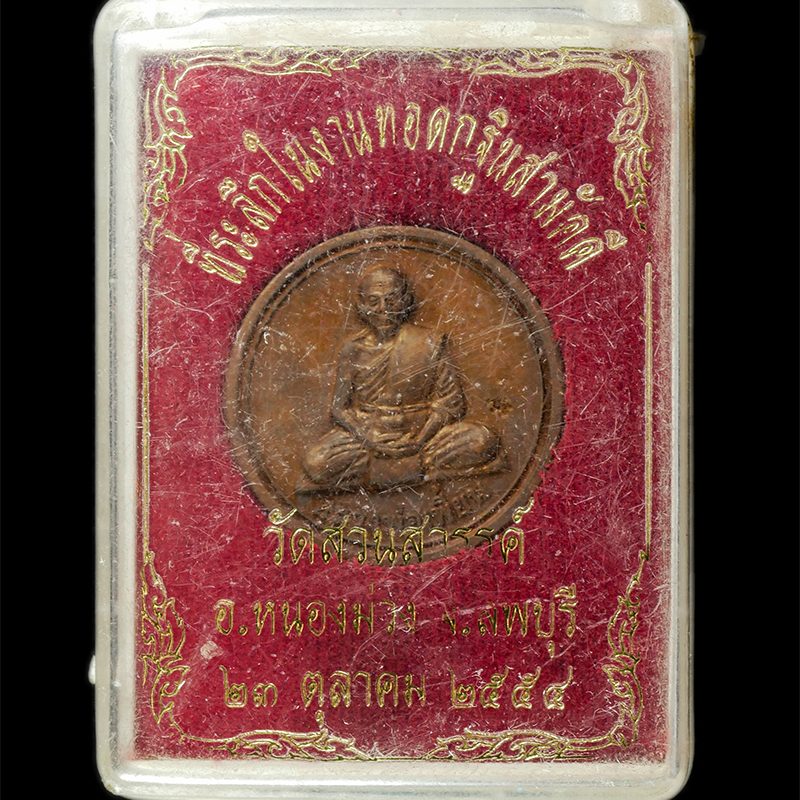 ที่ระลึกในงานทอดกฐินสามัคคี
วัดสวนสวรรค์
อ.หนองม่วง จ.ลพบุรี
๒๓ ตุลาคม ๒๕๕๔